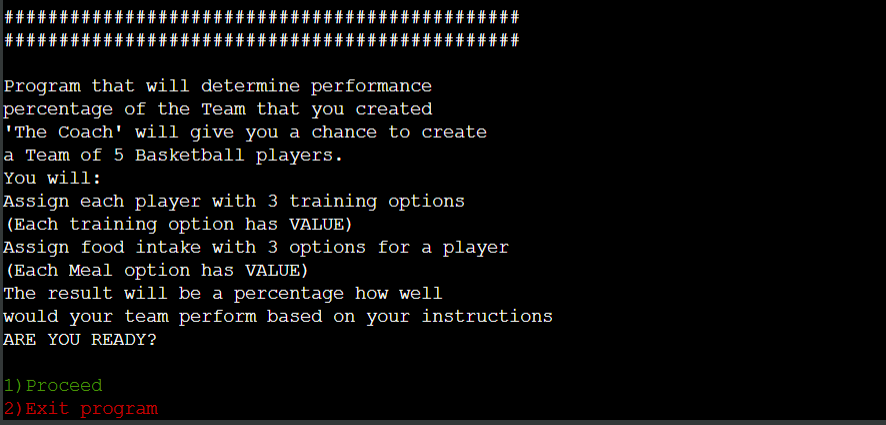 ###############################################
###############################################
Program that will determine performance
percentage of the Team that you created
'The Coach' will give you a chance to create
a Team of 5 Basketball players.
You will:
Assign each player with 3 training options
(Each training option has VALUE)
Assign food intake with 3 options for a player
(Each Meal option has VALUE)
The result will be a percentage how well
would your team perform based on your instructions
ARE YOU READY?
1)Proceed
2)Exit program